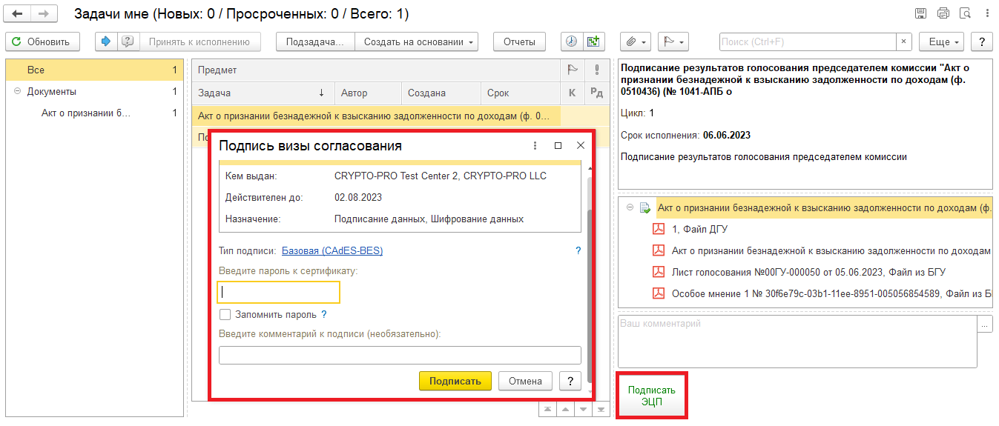 Задачи мне (Новых: 0 / Просроченных: 0 / Всего: 1)
Обновить
Принять к исполнению
Подзадача...
Создать на основании
Отчеты
Поиск (Ctrl+F)
×
Еще
?
Все 1
Документы 1
Акт о признании б... 1
Предмет
Задача ↓ Автор Создана Срок К Рд
Акт о признании безнадежной к взысканию задолженности по доходам (ф. 0...
Подпись визы согласования
Кем выдан: CRYPTO-PRO Test Center 2, CRYPTO-PRO LLC
Действителен до: 02.08.2023
Назначение: Подписание данных, Шифрование данных
Тип подписи: Базовая (CAdES-BES) ?
Введите пароль к сертификату:
Запомнить пароль ?
Введите комментарий к подписи (необязательно):
Подписать
Отмена
?
Подписание результатов голосования председателем комиссии "Акт о
признании безнадежной к взысканию задолженности по доходам (ф.
0510436) (№ 1041-АПБ о
Цикл: 1
Срок исполнения: 06.06.2023
Подписание результатов голосования председателем комиссии
Акт о признании безнадежной к взысканию задолженности по доходам (ф.
1, Файл ДГУ
Акт о признании безнадежной к взысканию задолженности по доходам
Лист голосования №00ГУ-000050 от 05.06.2023, Файл из БГУ
Особое мнение 1 № 30f6e79c-03b1-11ee-8951-005056854589, Файл из
Ваш комментарий
...
Подписать
ЭЦП